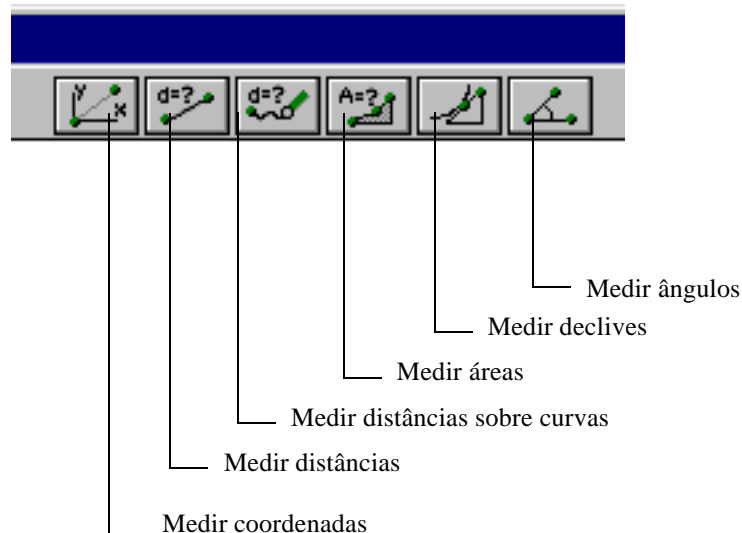 y x
d=?
d=?
A=?
Medir ângulos
Medir declives
Medir áreas
Medir distâncias sobre curvas
Medir distâncias
Medir coordenadas